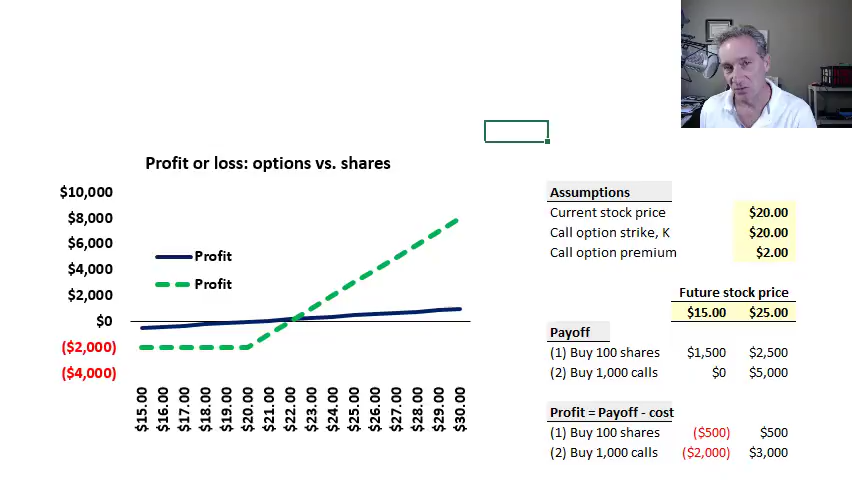 Profit or loss: options vs. shares
$10,000
$8,000
$6,000
$4,000
$2,000
$0
($2,000)
($4,000)
Profit
Profit
$15.00 $16.00 $17.00 $18.00 $19.00 $20.00 $21.00 $22.00 $23.00 $24.00 $25.00 $26.00 $27.00 $28.00 $29.00 $30.00
Assumptions
Current stock price $20.00
Call option strike, K $20.00
Call option premium $2.00
Future stock price
$15.00 $25.00
Payoff
(1) Buy 100 shares $1,500 $2,500
(2) Buy 1,000 calls $0 $5,000
Profit = Payoff - cost
(1) Buy 100 shares ($500) $500
(2) Buy 1,000 calls ($2,000) $3,000